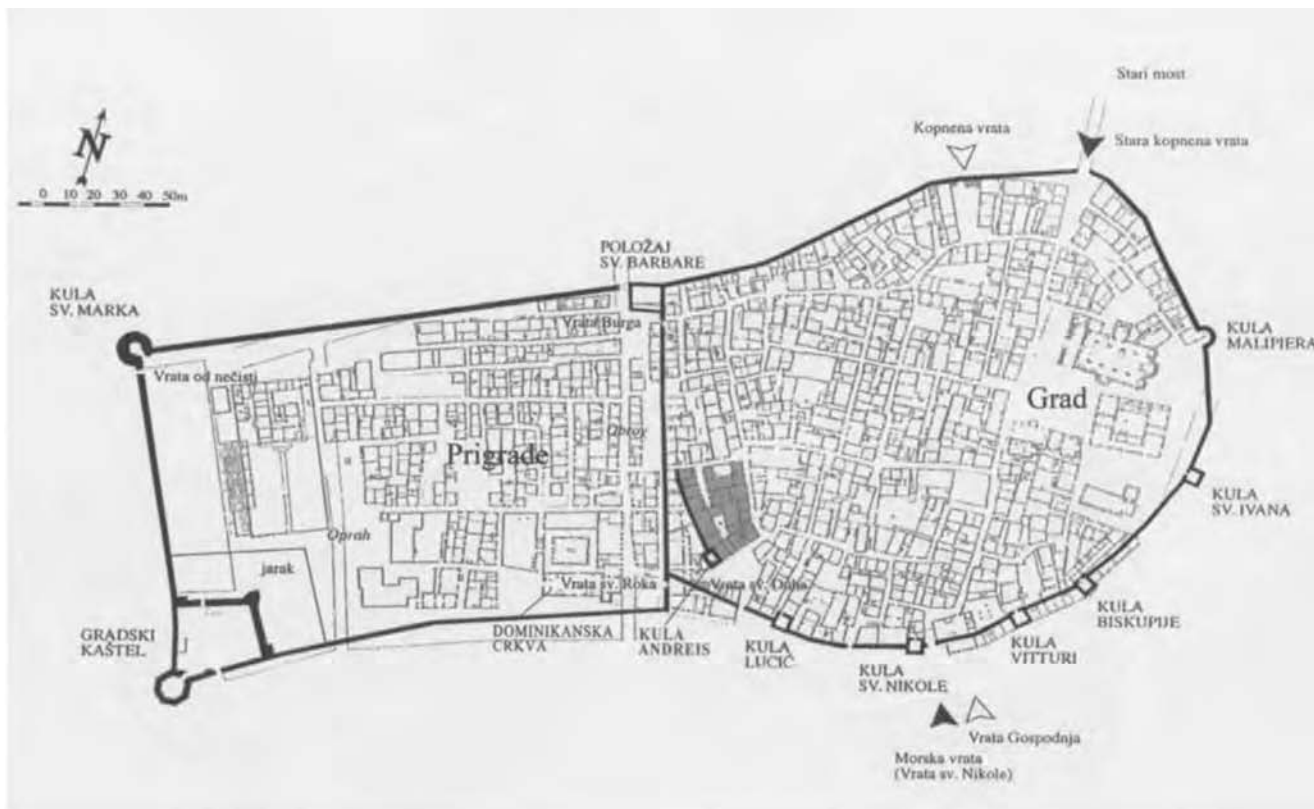 Stari most
Kopnena vrata
Stara kopnena vrata
N
0 10 20 30 40 50m
POLOŽAJ
SV. BARBARE
KULA
SV. MARKA
Vrata Burga
KULA
MALIPIERA
Vrata od nečisti
Grad
Obrov
Prigrađe
KULA
SV. IVANA
Oprah
jarak
Vrata sv. Roka
Vrata sv. Duha
KULA
BISKUPIJE
GRADSKI
KAŠTEL
DOMINIKANSKA
CRKVA
KULA
ANDREIS
KULA
LUCIĆ
KULA
VITTURI
KULA
SV. NIKOLE
Vrata Gospodnja
Morska vrata
(Vrata sv. Nikole)